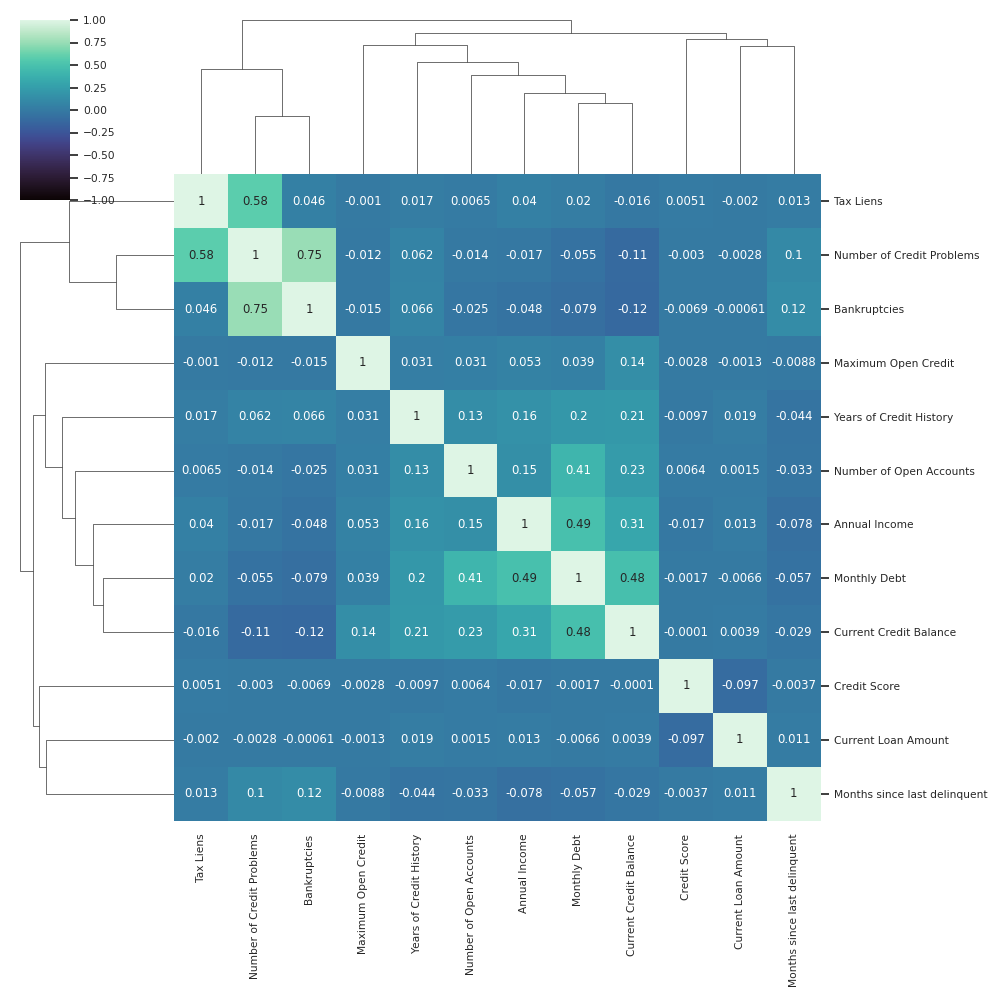 1.00
0.75
0.50
0.25
0.00
−0.25
−0.50
−0.75
−1.00
1 0.58 0.046 -0.001 0.017 0.0065 0.04 0.02 -0.016 0.0051 -0.002 0.013 Tax Liens
0.58 1 0.75 -0.012 0.062 -0.014 -0.017 -0.055 -0.11 -0.003 -0.0028 0.1 Number of Credit Problems
0.046 0.75 1 -0.015 0.066 -0.025 -0.048 -0.079 -0.12 -0.0069 -0.00061 0.12 Bankruptcies
-0.001 -0.012 -0.015 1 0.031 0.031 0.053 0.039 0.14 -0.0028 -0.0013 -0.0088 Maximum Open Credit
0.017 0.062 0.066 0.031 1 0.13 0.16 0.2 0.21 -0.0097 0.019 -0.044 Years of Credit History
0.0065 -0.014 -0.025 0.031 0.13 1 0.15 0.41 0.23 0.0064 0.0015 -0.033 Number of Open Accounts
0.04 -0.017 -0.048 0.053 0.16 0.15 1 0.49 0.31 -0.017 0.013 -0.078 Annual Income
0.02 -0.055 -0.079 0.039 0.2 0.41 0.49 1 0.48 -0.0017 -0.0066 -0.057 Monthly Debt
-0.016 -0.11 -0.12 0.14 0.21 0.23 0.31 0.48 1 -0.0001 0.0039 -0.029 Current Credit Balance
0.0051 -0.003 -0.0069 -0.0028 -0.0097 0.0064 -0.017 -0.0017 -0.0001 1 -0.097 -0.0037 Credit Score
-0.002 -0.0028 -0.00061 -0.0013 0.019 0.0015 0.013 -0.0066 0.0039 -0.097 1 0.011 Current Loan Amount
0.013 0.1 0.12 -0.0088 -0.044 -0.033 -0.078 -0.057 -0.029 -0.0037 0.011 1 Months since last delinquent
Tax Liens
Number of Credit Problems
Bankruptcies
Maximum Open Credit
Years of Credit History
Number of Open Accounts
Annual Income
Monthly Debt
Current Credit Balance
Credit Score
Current Loan Amount
Months since last delinquent